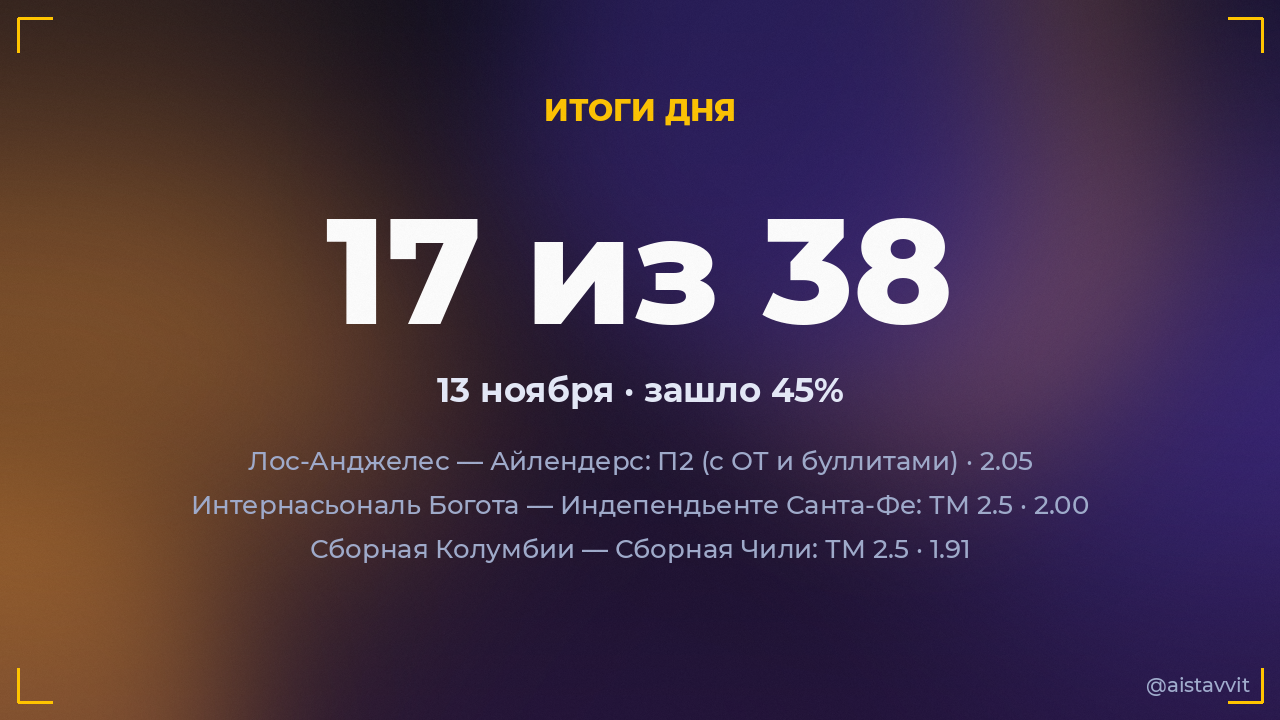 ИТОГИ ДНЯ
17 из 38
13 ноября · зашло 45%
Лос-Анджелес — Айлендерс: П2 (с ОТ и буллитами) · 2.05
Интернасьональ Богота — Индепендьенте Санта-Фе: ТМ 2.5 · 2.00
Сборная Колумбии — Сборная Чили: ТМ 2.5 · 1.91
@aistavvit